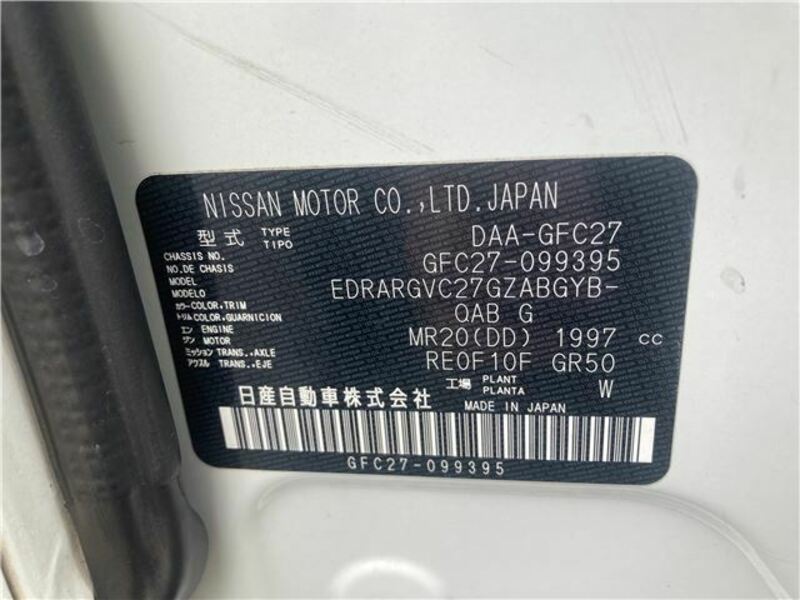 NISSAN MOTOR CO.,LTD.JAPAN
型式 TYPE TIPO DAA-GFC27
CHASSIS NO. NO.DE CHASIS GFC27-099395
MODEL MODELO EDRARGVC27GZABGYB-
カラー COLOR,TRIM トリム COLOR,GUARNICION QAB G
エン ENGINE ジン MOTOR MR20(DD) 1997 cc
ミッション TRANS.,AXLE アクスル TRANS.,EJE RE0F10F GR50
工場 PLANT PLANTA W
日産自動車株式会社 MADE IN JAPAN
GFC27-099395